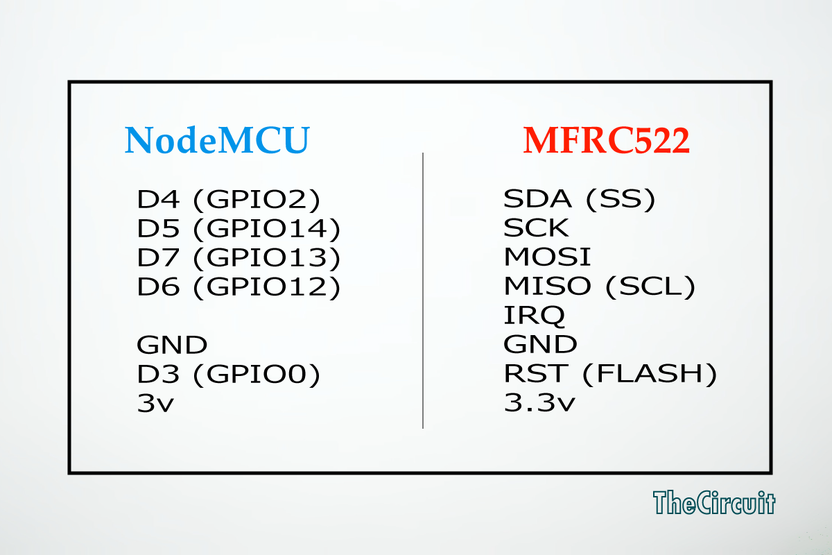 NodeMCU
MFRC522
D4 (GPIO2)
SDA (SS)
D5 (GPIO14)
SCK
D7 (GPIO13)
MOSI
D6 (GPIO12)
MISO (SCL)
IRQ
GND
GND
D3 (GPIO0)
RST (FLASH)
3v
3.3v
TheCircuit